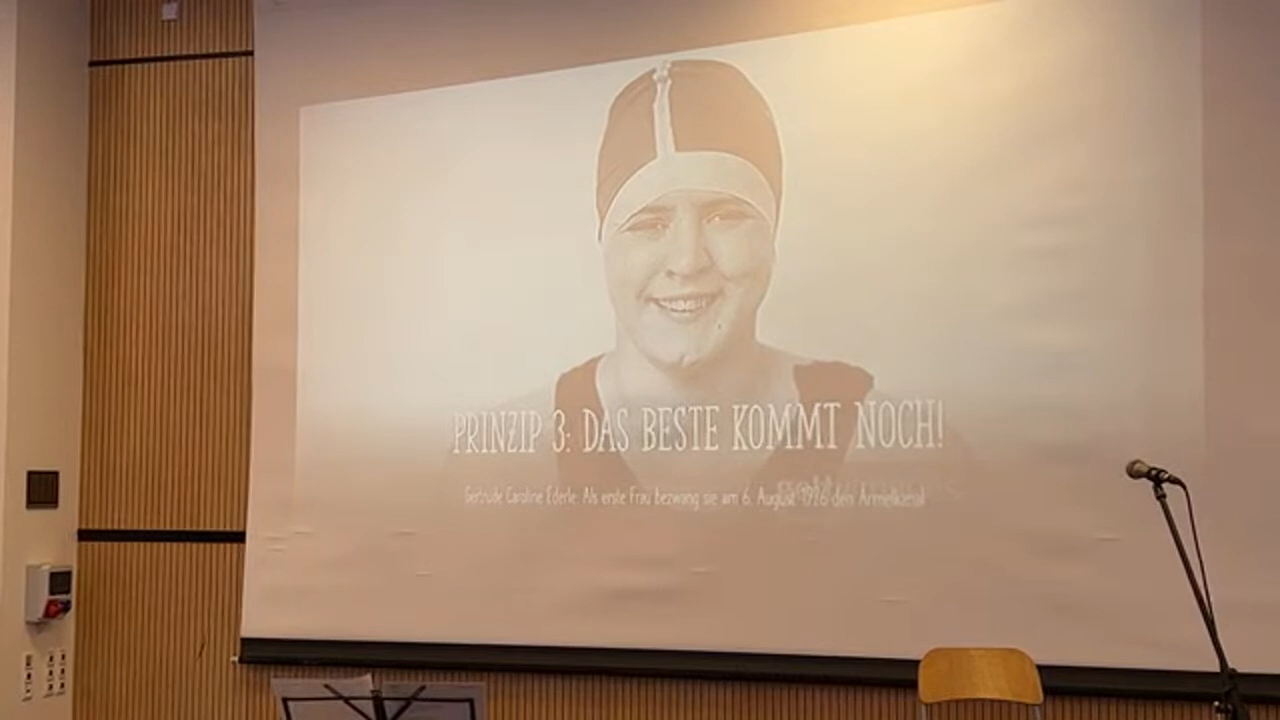 PRINZIP 3: DAS BESTE KOMMT NOCH!
Gertrude Caroline Ederle: Als erste Frau bezwang sie am 6. August 1926 den Ärmelkanal